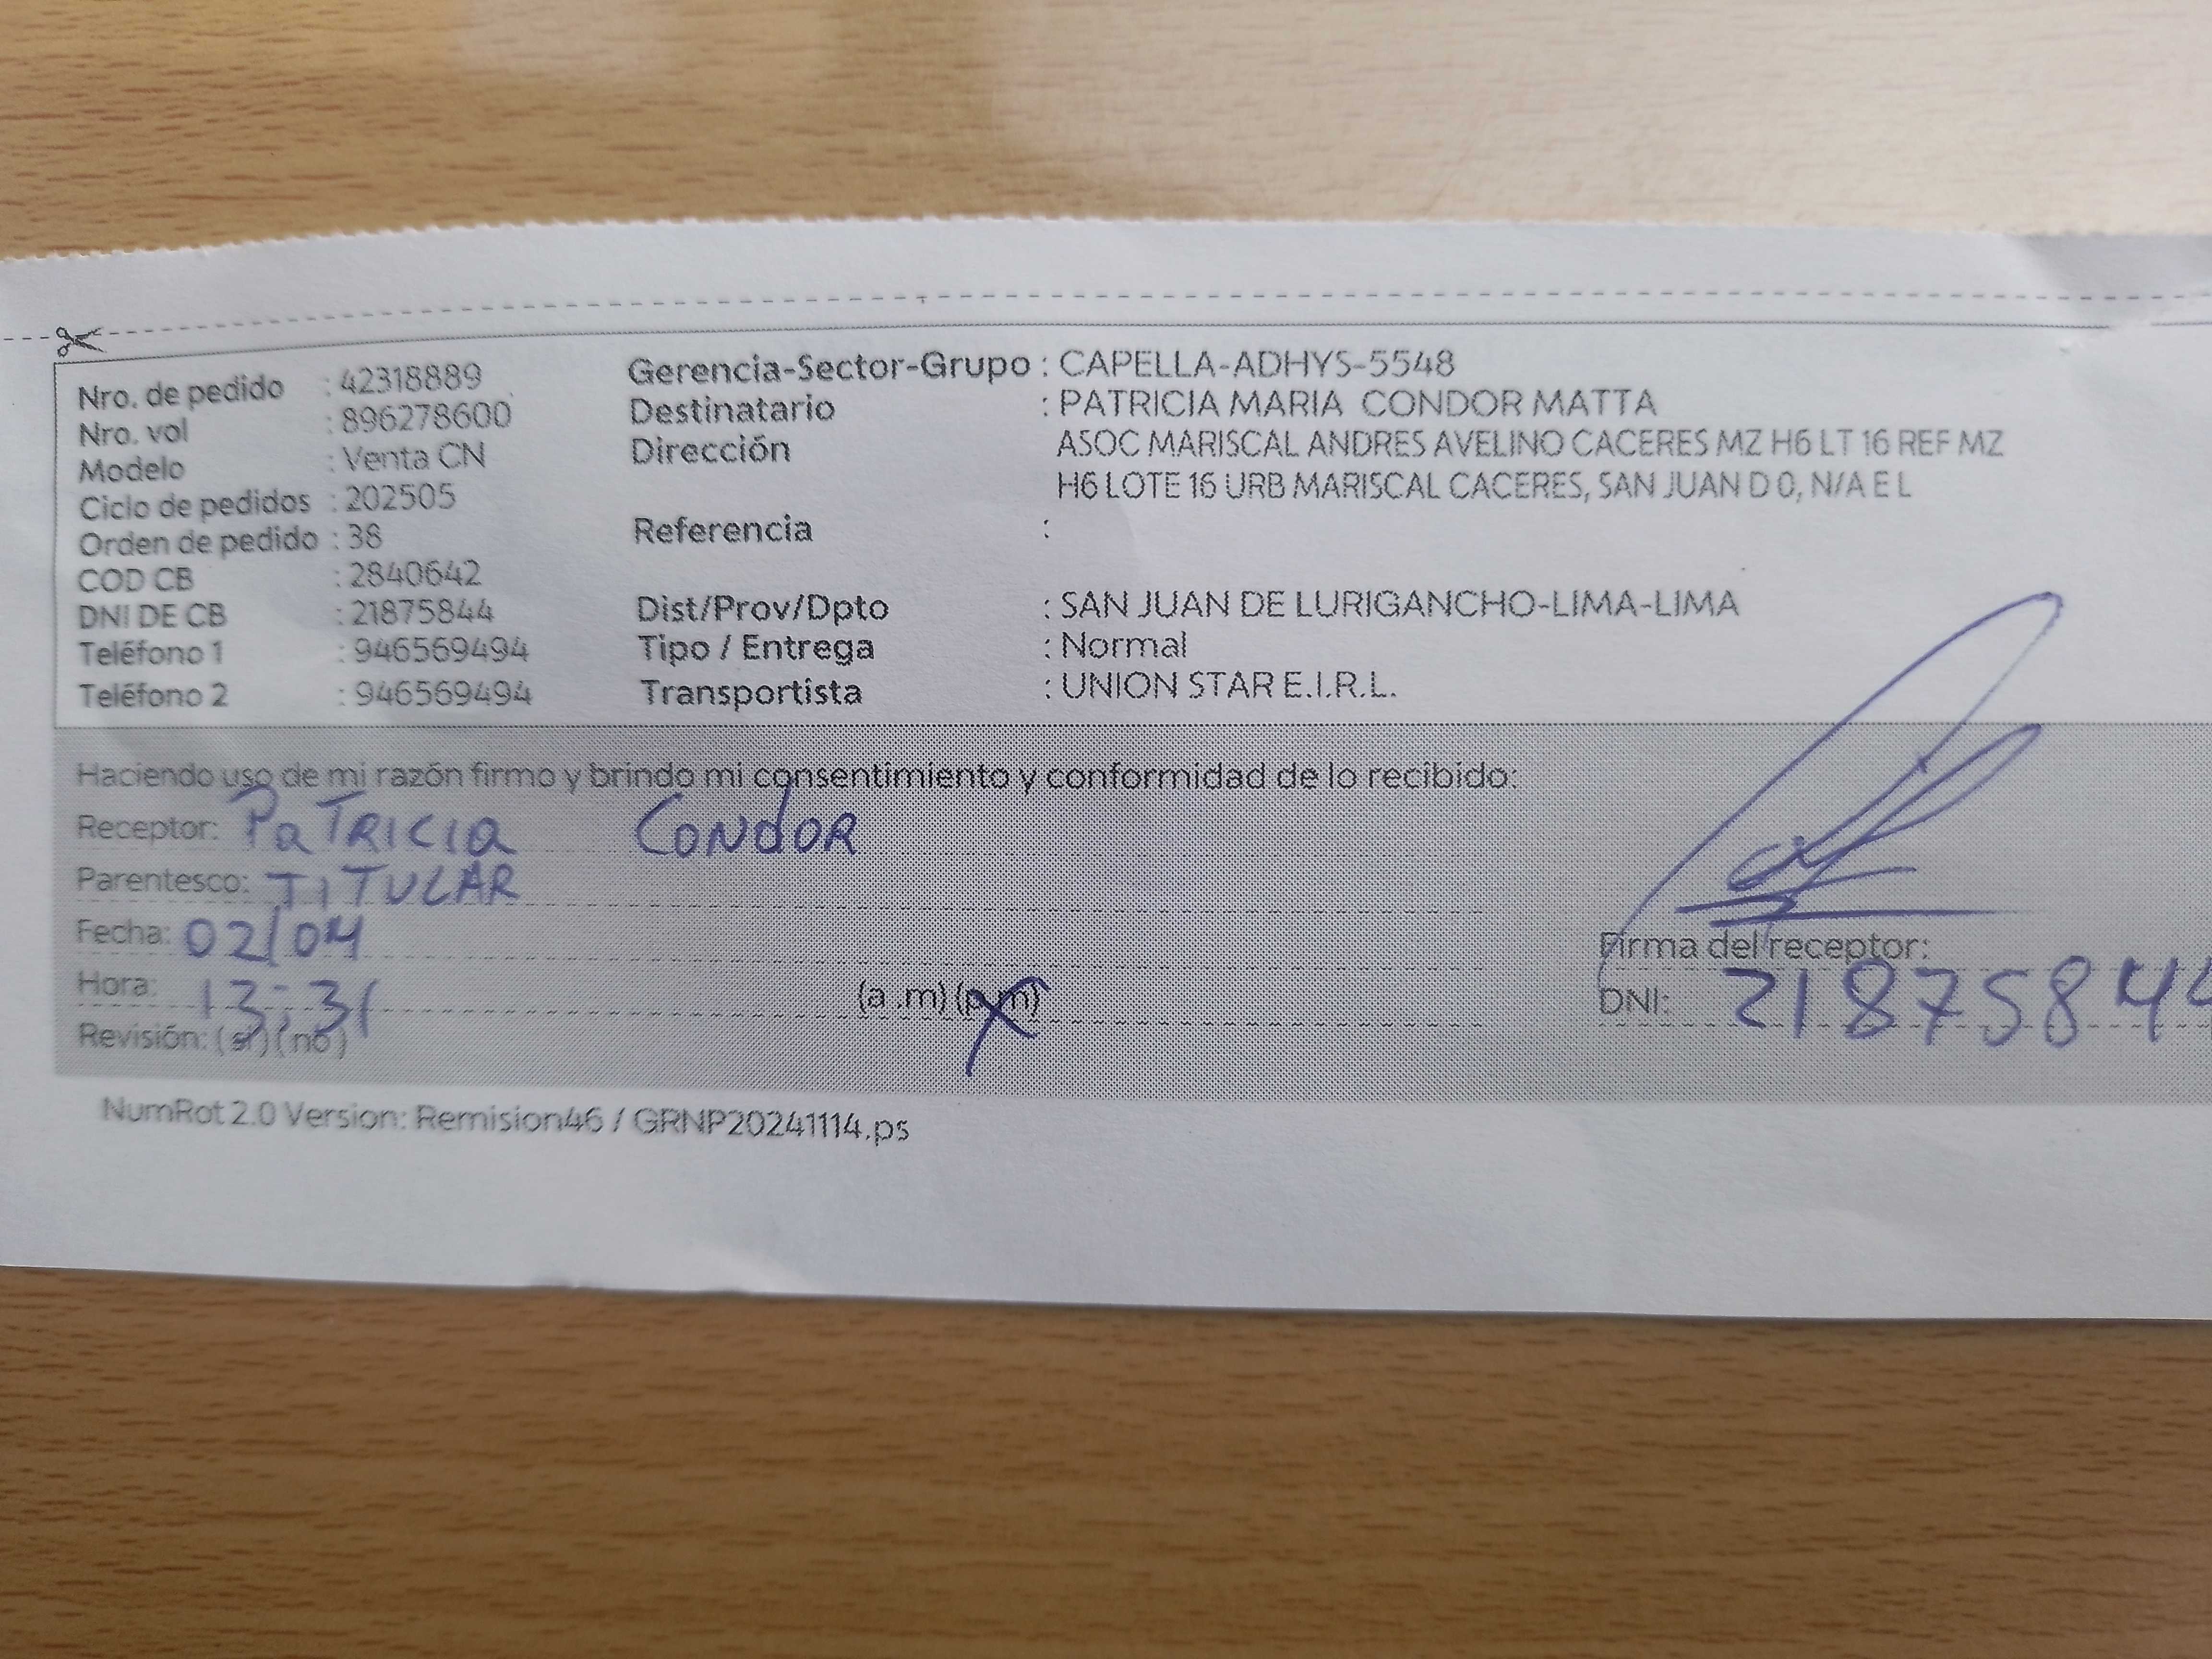 Nro. de pedido : 42318889
Nro. vol : 896278600
Modelo : Venta CN
Ciclo de pedidos : 202505
Orden de pedido : 38
COD CB : 2840642
DNI DE CB : 21875844
Teléfono 1 : 946569494
Teléfono 2 : 946569494
Gerencia-Sector-Grupo : CAPELLA-ADHYS-5548
Destinatario : PATRICIA MARIA CONDOR MATTA
Dirección ASOC MARISCAL ANDRES AVELINO CACERES MZ H6 LT 16 REF MZ
H6 LOTE 16 URB MARISCAL CACERES, SAN JUAN D 0, N/A E L
Referencia :
Dist/Prov/Dpto : SAN JUAN DE LURIGANCHO-LIMA-LIMA
Tipo / Entrega : Normal
Transportista : UNION STAR E.I.R.L.
Haciendo uso de mi razón firmo y brindo mi consentimiento y conformidad de lo recibido:
Receptor: PaTRICIa CoNdoR
Parentesco: TITULAR
Fecha: 02/04
Hora: 13:31 (a .m) (p.m)
Revisión: ( si ) ( no )
Firma del receptor:
DNI: 21875844
NumRot 2.0 Version: Remision46 / GRNP20241114.ps